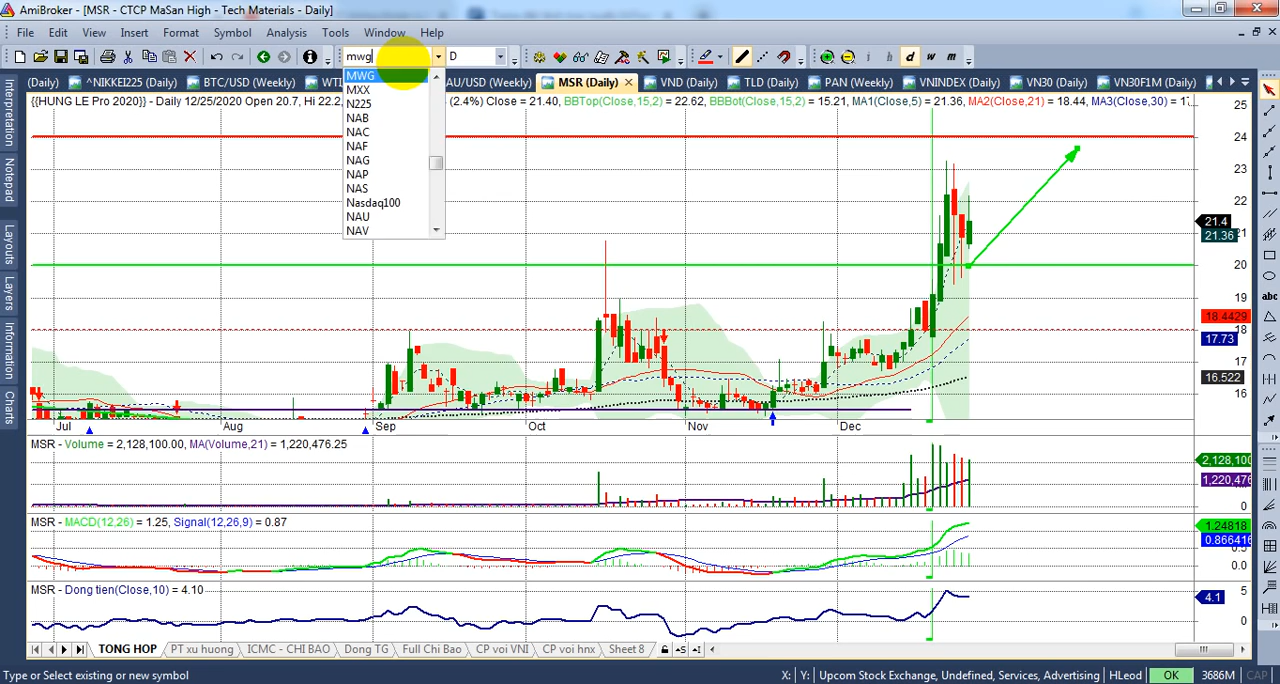 AmiBroker - [MSR - CTCP MaSan High - Tech Materials - Daily]
File Edit View Insert Format Symbol Analysis Tools Window Help
mwg D i h d w m
(Daily) ^NIKKEI225 (Daily) BTC/USD (Weekly) WTI AU/USD (Weekly) MSR (Daily) VND (Daily) TLD (Daily) PAN (Weekly) VNINDEX (Daily) VN30 (Daily) VN30F1M (Daily)
{{HUNG LE Pro 2020}} - Daily 12/25/2020 Open 20.7, Hi 22.2 (2.4%) Close = 21.40, BBTop(Close,15,2) = 22.62, BBBot(Close,15,2) = 15.21, MA1(Close,5) = 21.36, MA2(Close,21) = 18.44, MA3(Close,30) = 17.
MWG
MXX
N225
NAB
NAC
NAF
NAG
NAP
NAS
Nasdaq100
NAU
NAV
Interpretation
Notepad
Layouts
Layers
Information
Charts
abc
25
24
23
22
21.4
21.36
21
20
19
18.4429
18
17.73
17
16.522
16
Jul Aug Sep Oct Nov Dec
MSR - Volume = 2,128,100.00, MA(Volume,21) = 1,220,476.25
2,128,100
1,220,476
0
MSR - MACD(12,26) = 1.25, Signal(12,26,9) = 0.87
1.24818
0.866416
0.5
0.0
MSR - Dong tien(Close,10) = 4.10
5
4.1
0
TONG HOP PT xu huong ICMC - CHI BAO Dong TG Full Chi Bao CP voi VNI CP voi hnx Sheet 8
Type or Select existing or new symbol X: Y: Upcom Stock Exchange, Undefined, Services, Advertising HLeod OK 3686M CAP